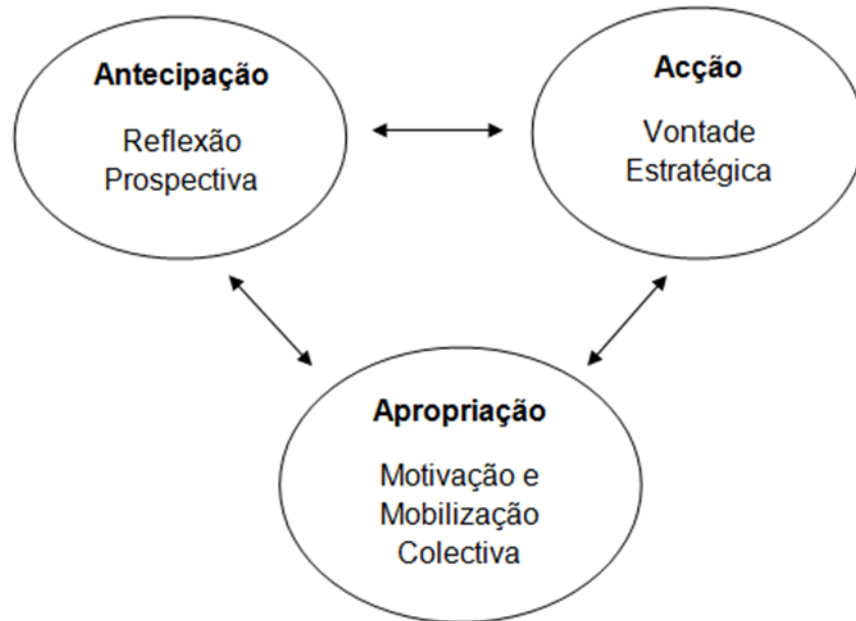 Antecipação
Reflexão
Prospectiva
Acção
Vontade
Estratégica
Apropriação
Motivação e
Mobilização
Colectiva